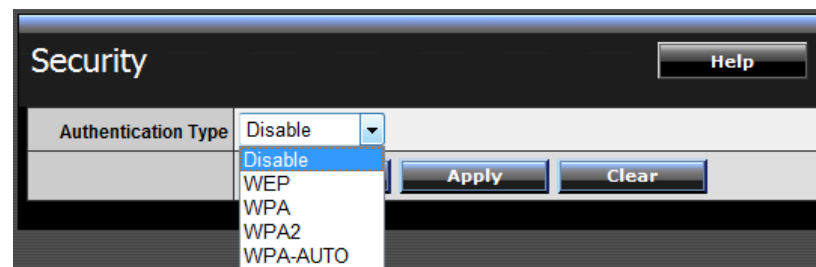 Security
Help
Authentication Type Disable
Disable
WEP
WPA
WPA2
WPA-AUTO
Apply Clear